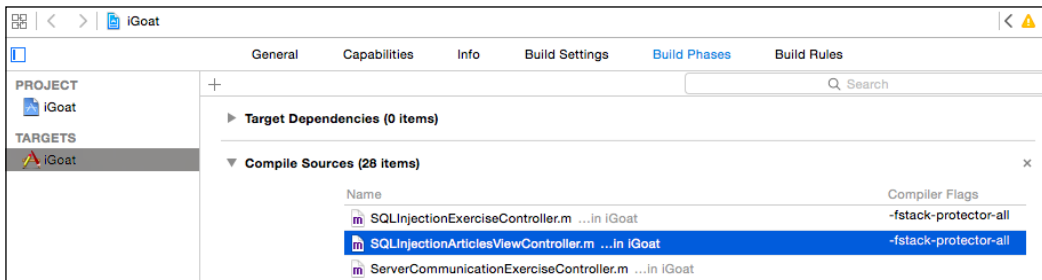 iGoat
General Capabilities Info Build Settings Build Phases Build Rules
PROJECT
iGoat
TARGETS
iGoat
+ Search
Target Dependencies (0 items)
Compile Sources (28 items)
Name Compiler Flags
SQLInjectionExerciseController.m ...in iGoat -fstack-protector-all
SQLInjectionArticlesViewController.m ...in iGoat -fstack-protector-all
ServerCommunicationExerciseController.m ...in iGoat